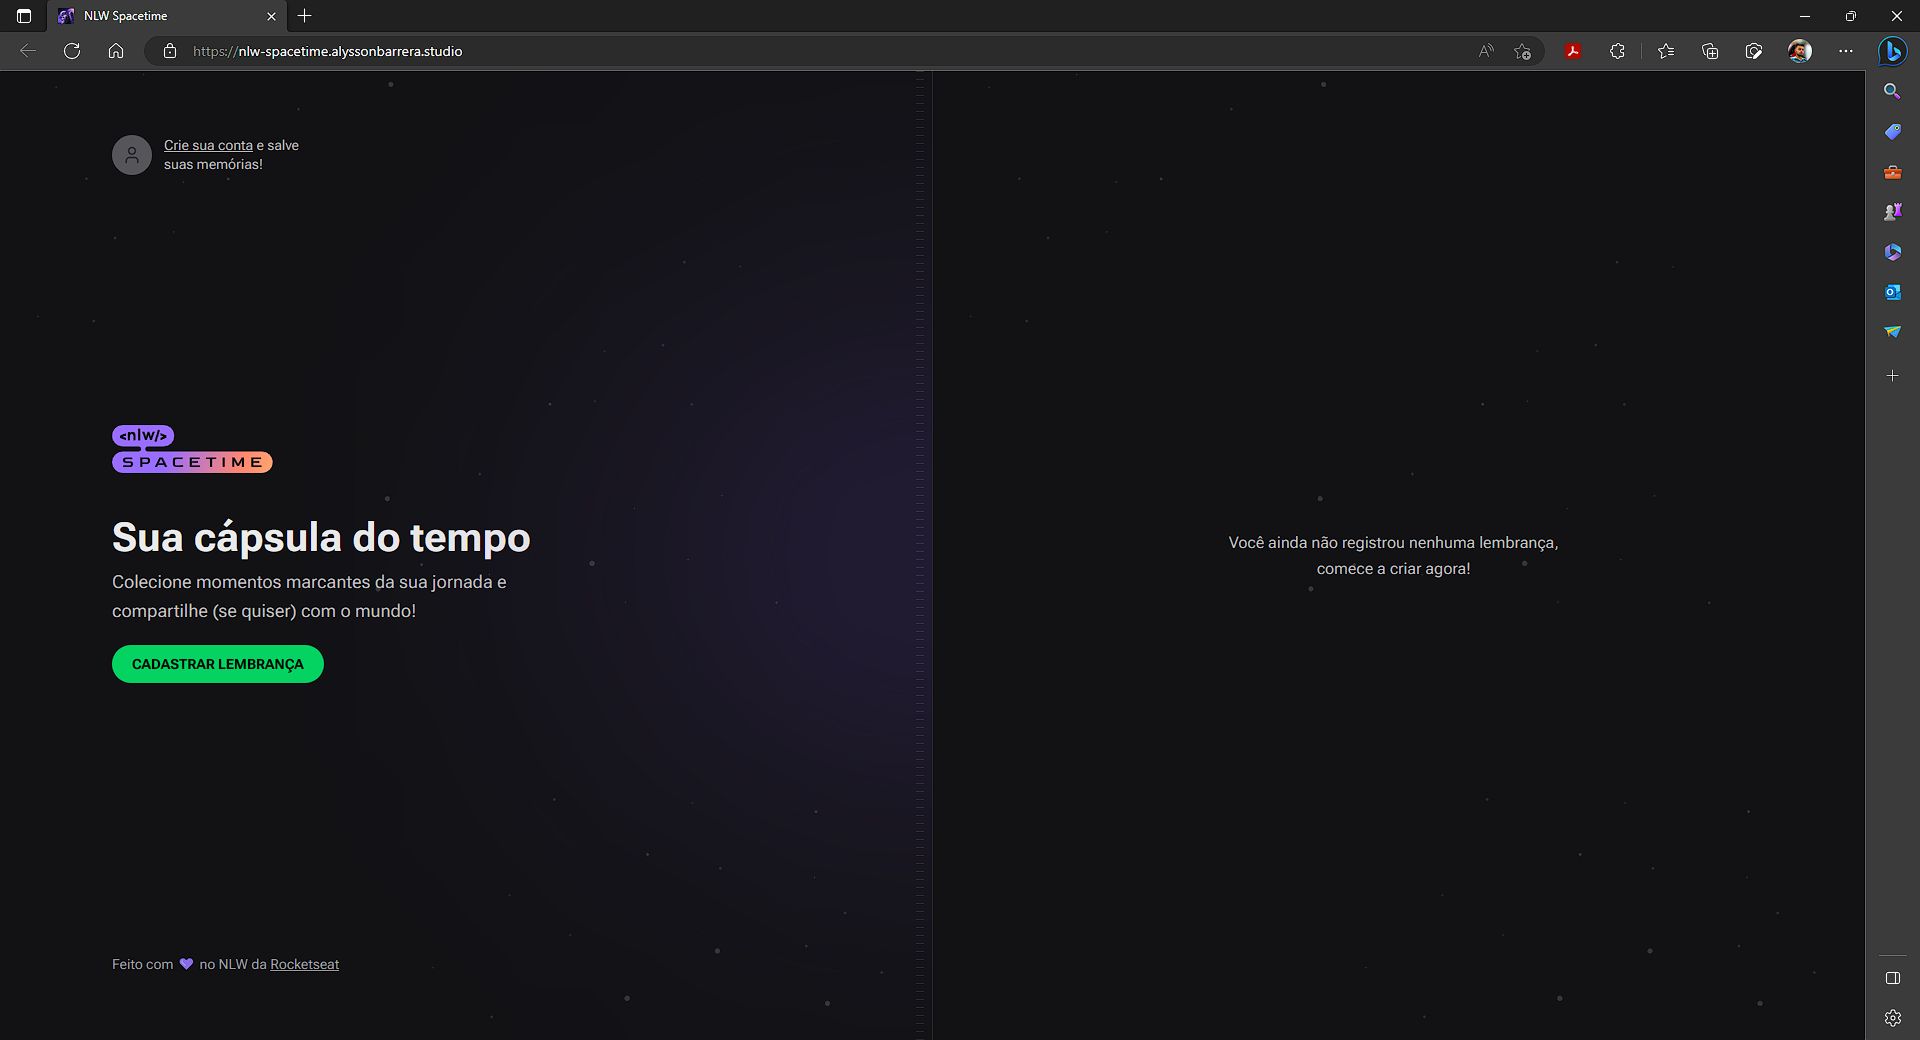 NLW Spacetime
https://nlw-spacetime.alyssonbarrera.studio
Crie sua conta e salve
suas memórias!
<nlw/>
SPACETIME
Sua cápsula do tempo
Colecione momentos marcantes da sua jornada e
compartilhe (se quiser) com o mundo!
CADASTRAR LEMBRANÇA
Feito com 💜 no NLW da Rocketseat
Você ainda não registrou nenhuma lembrança,
comece a criar agora!